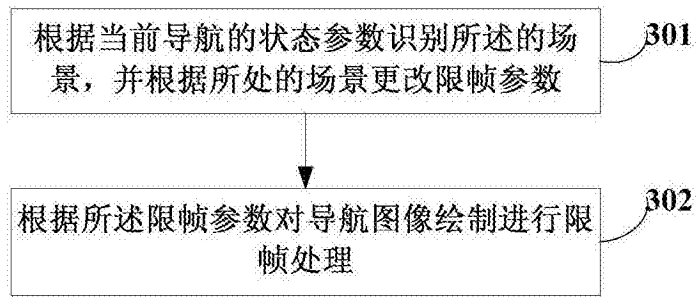 根据当前导航的状态参数识别所述的场
景，并根据所处的场景更改限帧参数
301
根据所述限帧参数对导航图像绘制进行限
帧处理
302